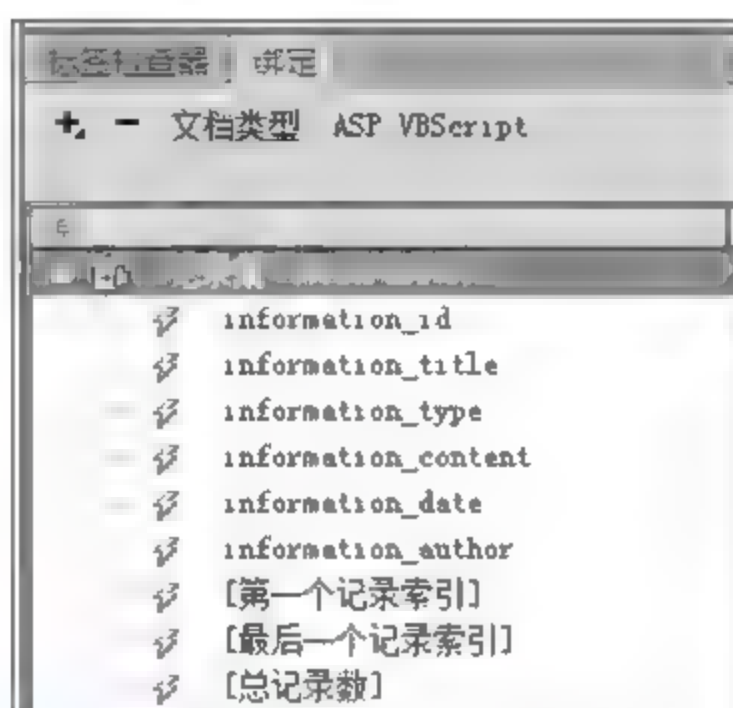 绑定
文档类型 ASP VBScript
information_id
information_title
information_type
information_content
information_date
information_author
[第一个记录索引]
[最后一个记录索引]
[总记录数]